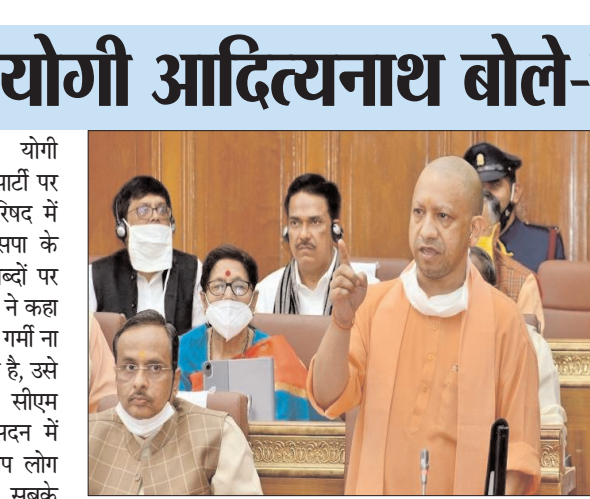 योगी आदित्यनाथ बोले-
योगी
पार्टी पर
रिषद में
सपा के
ब्दों पर
ने कहा
गर्मी ना
है, उसे
सीएम
सदन में
प लोग
सबके